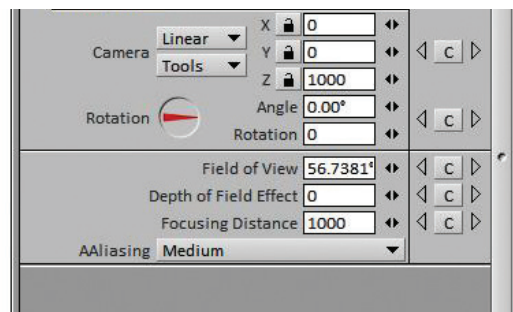 X 0
Camera Linear Y 0 C
Tools Z 1000
Rotation Angle 0.00° C
Rotation 0
Field of View 56.7381° C
Depth of Field Effect 0 C
Focusing Distance 1000 C
AAliasing Medium